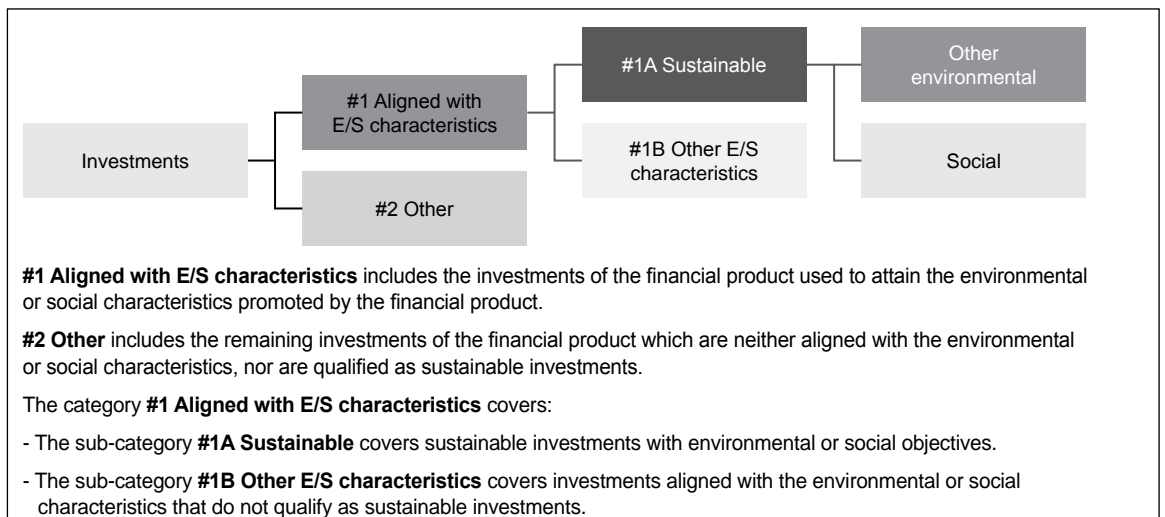 Investments
#1 Aligned with
E/S characteristics
#2 Other
#1A Sustainable
#1B Other E/S
characteristics
Other
environmental
Social
#1 Aligned with E/S characteristics includes the investments of the financial product used to attain the environmental
or social characteristics promoted by the financial product.
#2 Other includes the remaining investments of the financial product which are neither aligned with the environmental
or social characteristics, nor are qualified as sustainable investments.
The category #1 Aligned with E/S characteristics covers:
- The sub-category #1A Sustainable covers sustainable investments with environmental or social objectives.
- The sub-category #1B Other E/S characteristics covers investments aligned with the environmental or social
characteristics that do not qualify as sustainable investments.